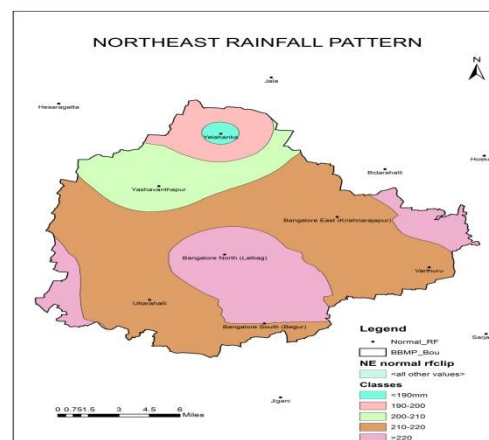 NORTHEAST RAINFALL PATTERN
N
Jala
Hesaragatta
Yelahanka
Hosk
Bidarahalli
Yashavanthapur
Bangalore East (Krishnarajapur)
Bangalore North (Lalbag)
Varthuru
Uttarahalli
Bangalore South (Begur)
Sarja
Jigani
Legend
Normal_RF
BBMP_Bou
NE normal rfclip
<all other values>
Classes
<190mm
190-200
200-210
210-220
>220
0 0.751.5 3 4.5 6
Miles